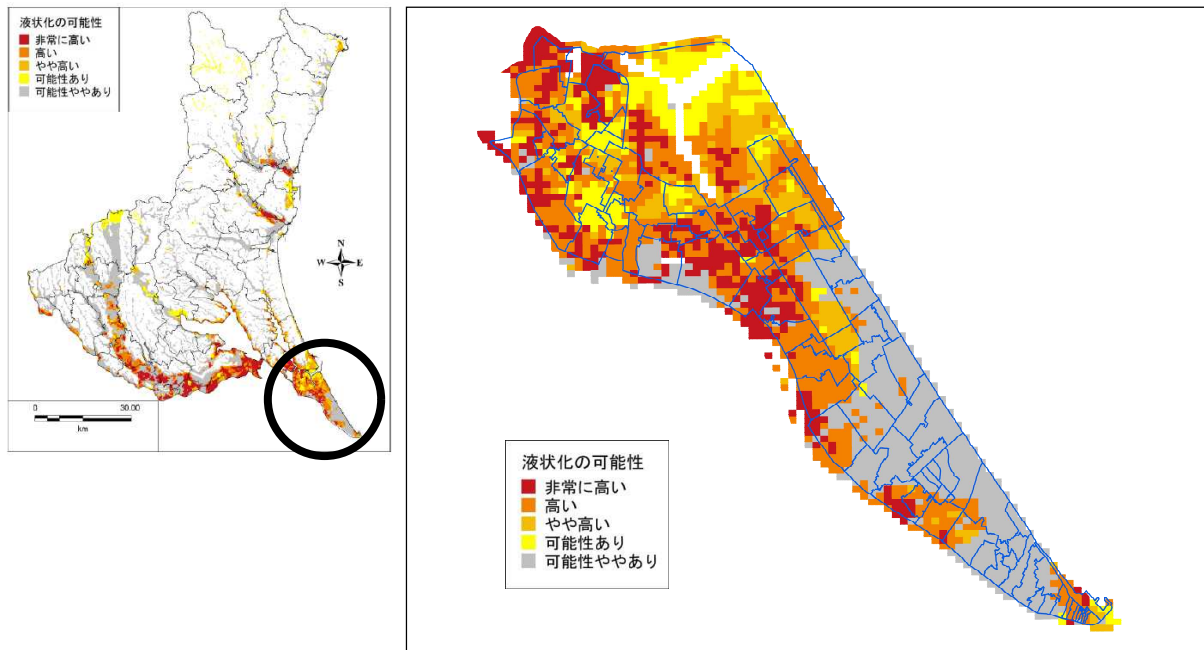 液状化の可能性
非常に高い
高い
やや高い
可能性あり
可能性ややあり
N
W E
S
0 30.00
km
液状化の可能性
非常に高い
高い
やや高い
可能性あり
可能性ややあり